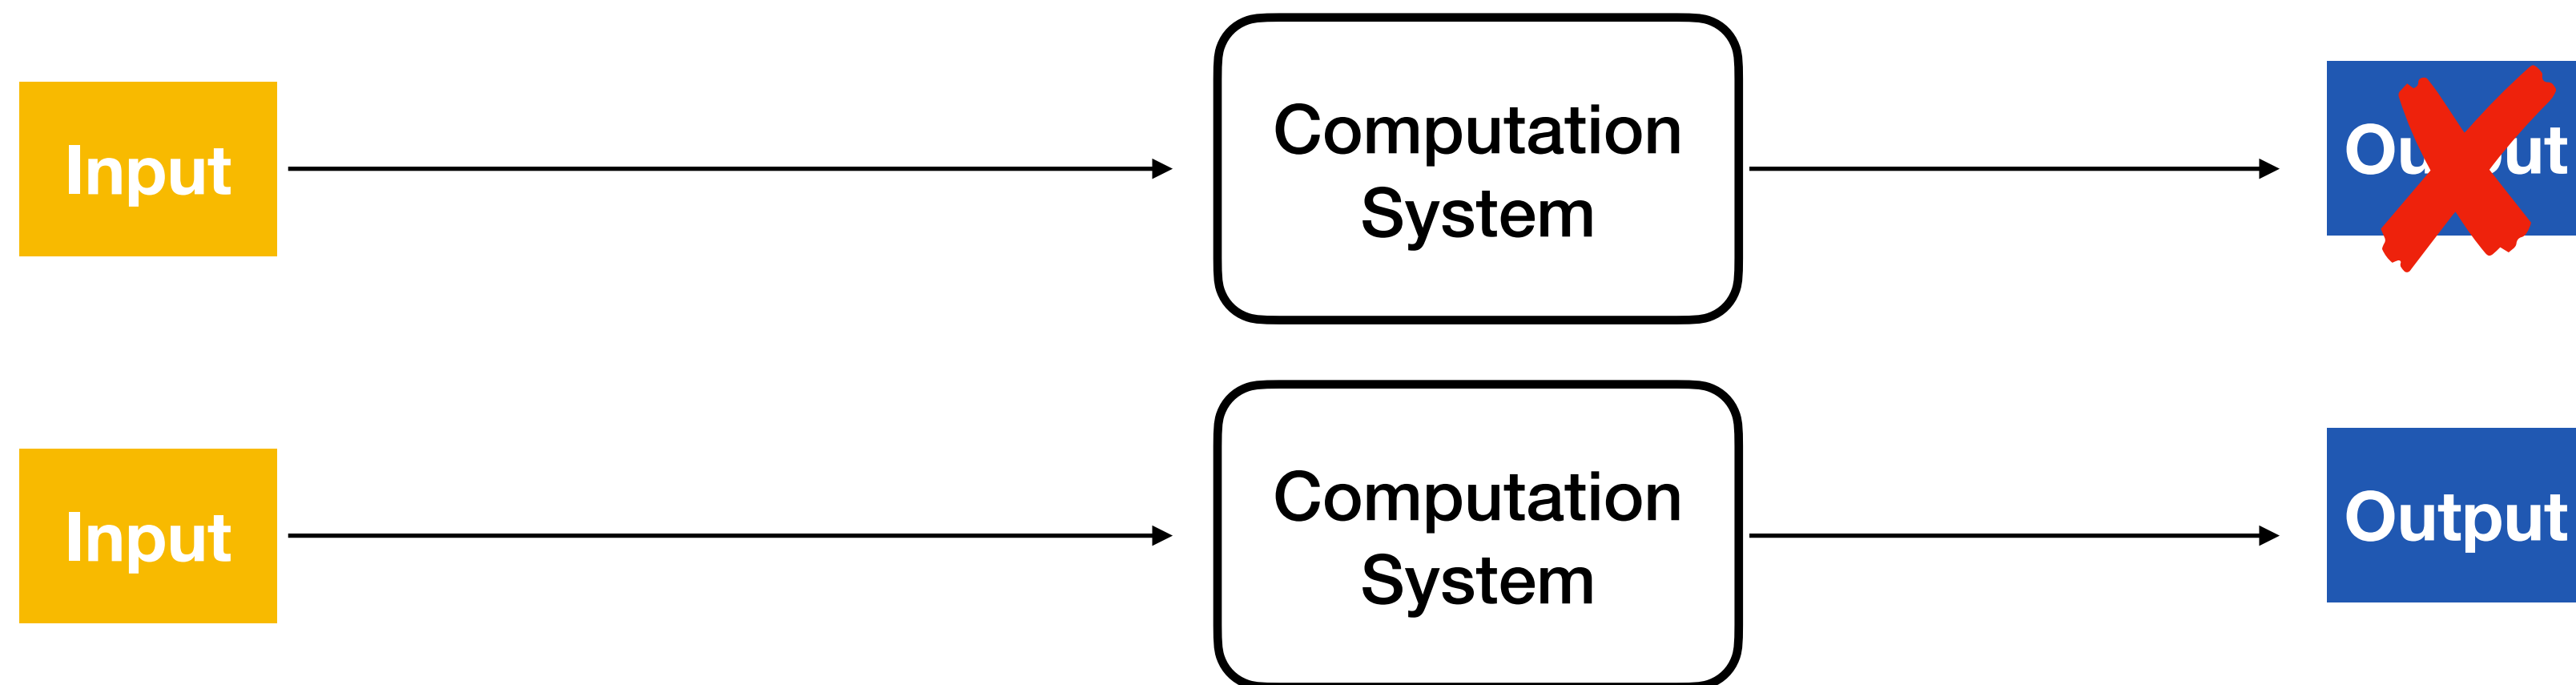 Input
Computation
System
Input
Computation
System
Output